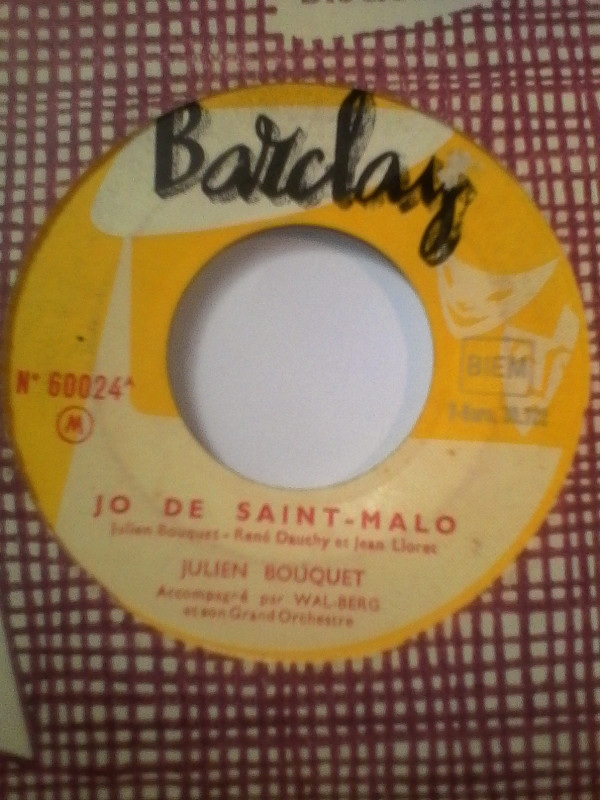 Barclay
BIEM
N° 60024ᴬ
M
JO DE SAINT-MALO
Julien Bouquet - René Dauchy et Jean Lloret
JULIEN BOUQUET
Accompagné par WAL-BERG
et son Grand Orchestre